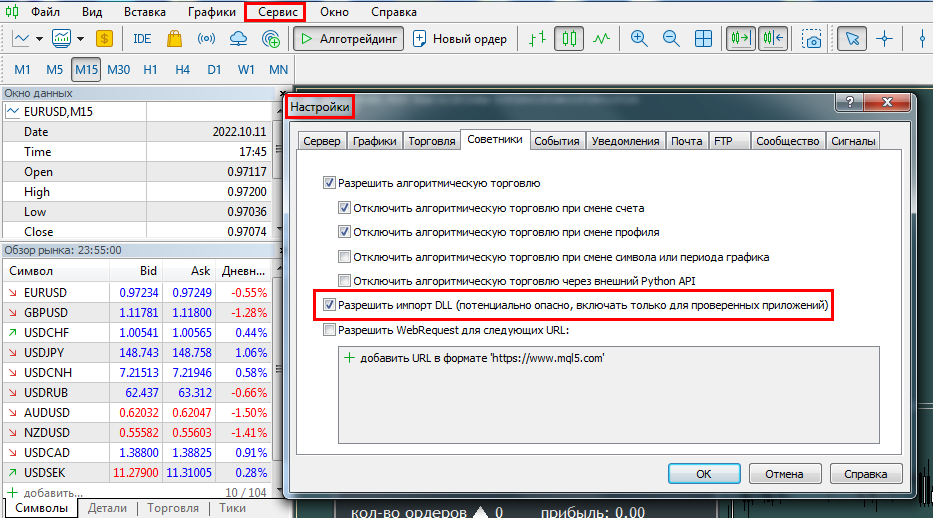 Файл Вид Вставка Графики Сервис Окно Справка
IDE Алготрейдинг Новый ордер
M1 M5 M15 M30 H1 H4 D1 W1 MN
Окно данных
EURUSD,M15
Date 2022.10.11
Time 17:45
Open 0.97117
High 0.97200
Low 0.97036
Close 0.97074
Обзор рынка: 23:55:00
Символ Bid Ask Дневн...
EURUSD 0.97234 0.97249 -0.55%
GBPUSD 1.11781 1.11800 -1.28%
USDCHF 1.00541 1.00565 0.44%
USDJPY 148.743 148.758 1.06%
USDCNH 7.21513 7.21946 0.58%
USDRUB 62.437 63.312 -0.66%
AUDUSD 0.62032 0.62047 -1.50%
NZDUSD 0.55582 0.55603 -1.41%
USDCAD 1.38800 1.38825 0.91%
USDSEK 11.27900 11.31005 0.28%
+ добавить... 10 / 104
Символы Детали Торговля Тики
Настройки
Сервер Графики Торговля Советники События Уведомления Почта FTP Сообщество Сигналы
Разрешить алгоритмическую торговлю
Отключить алгоритмическую торговлю при смене счета
Отключить алгоритмическую торговлю при смене профиля
Отключить алгоритмическую торговлю при смене символа или периода графика
Отключить алгоритмическую торговлю через внешний Python API
Разрешить импорт DLL (потенциально опасно, включать только для проверенных приложений)
Разрешить WebRequest для следующих URL:
+ добавить URL в формате 'https://www.mql5.com'
OK Отмена Справка
кол-во ордеров 0 прибыль: 0.00